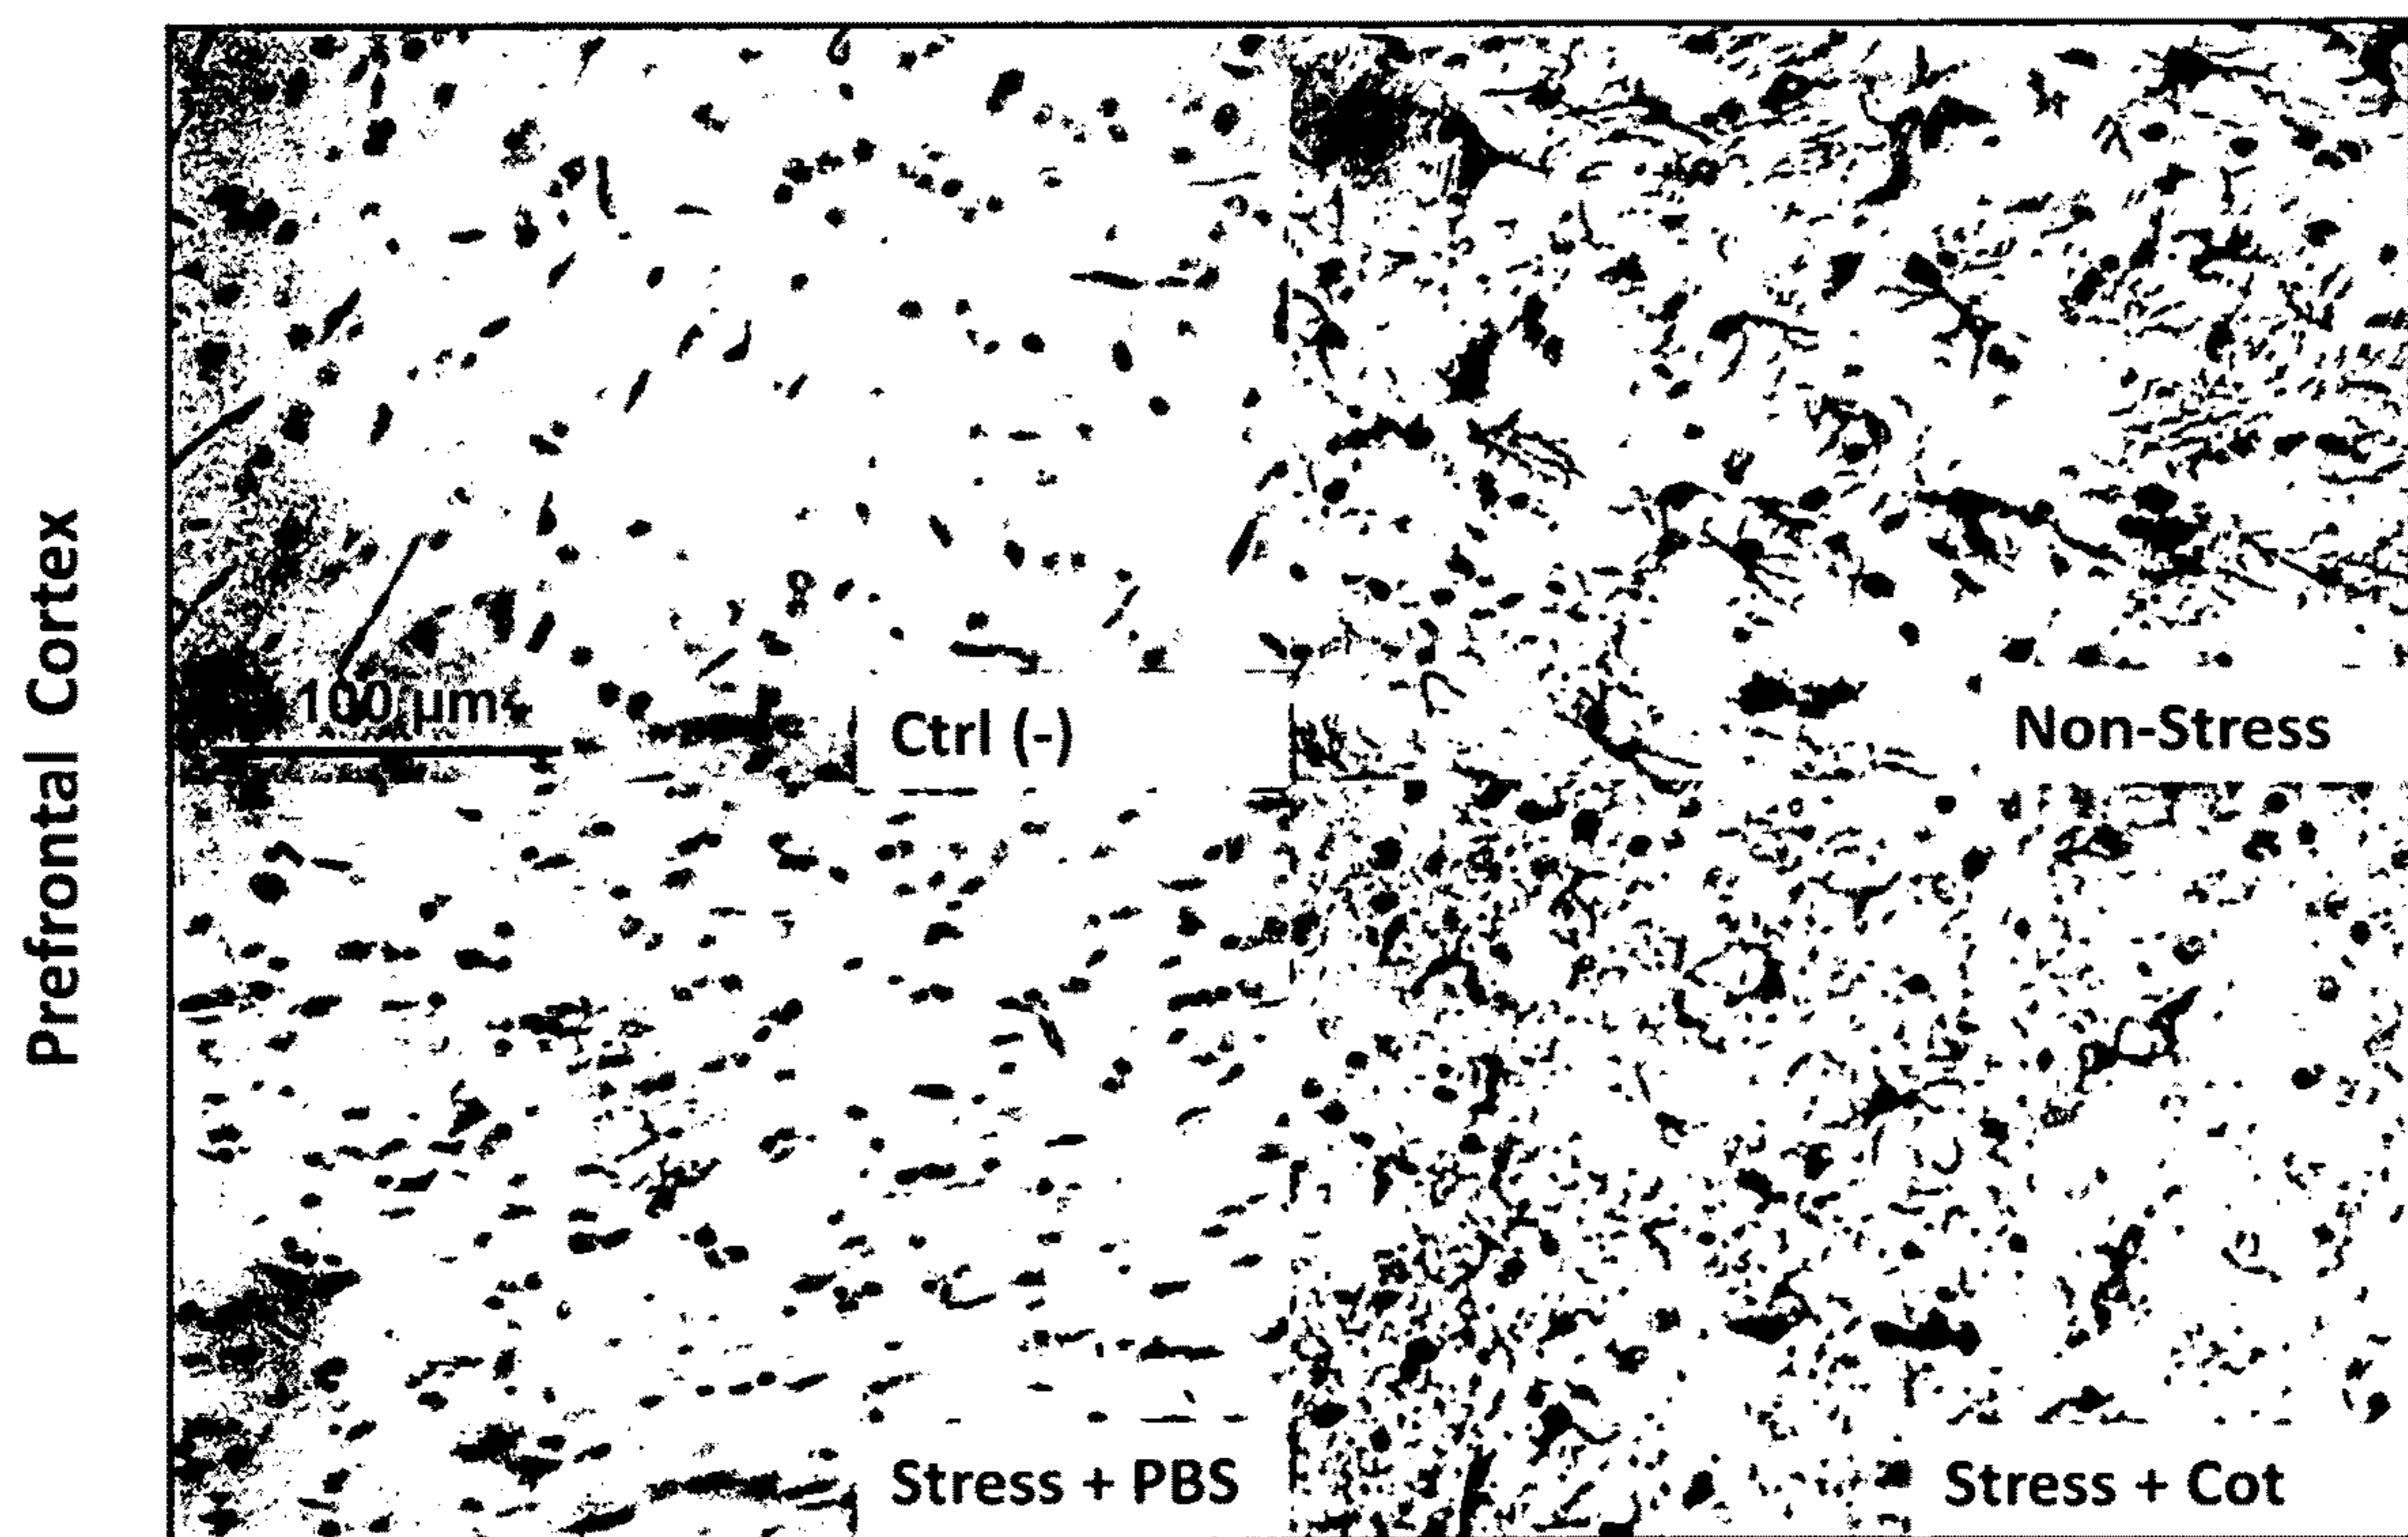 Prefrontal Cortex
100 µm
Ctrl (-)
Non-Stress
Stress + PBS
Stress + Cot